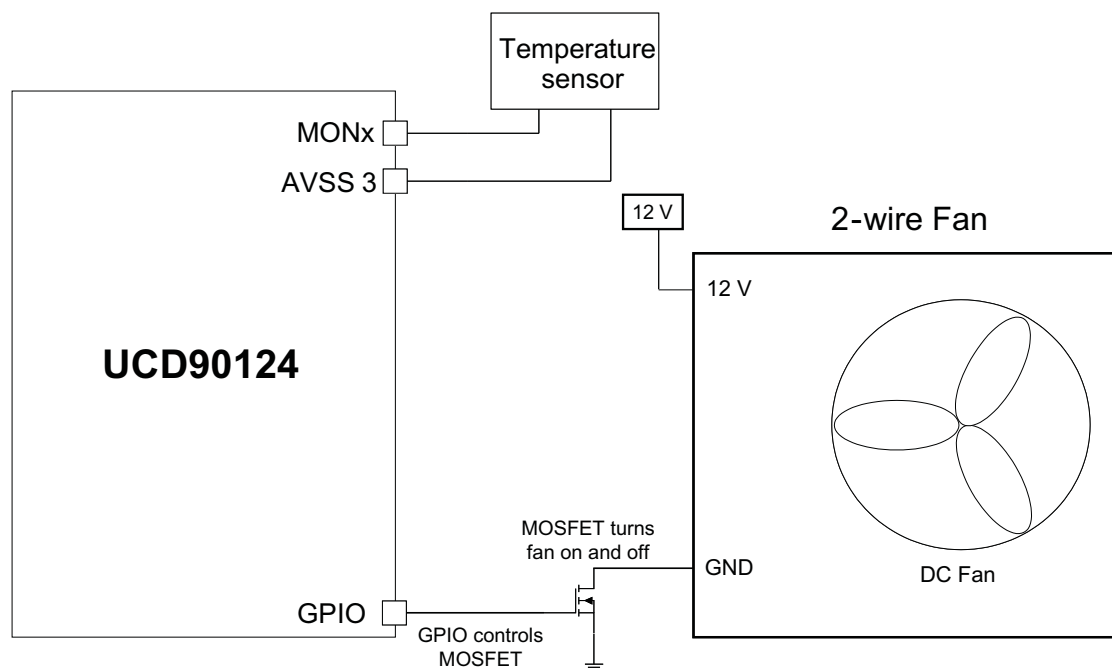 Temperature
sensor
MONx
AVSS 3
12 V
2-wire Fan
12 V
UCD90124
MOSFET turns
fan on and off
GND
DC Fan
GPIO
GPIO controls
MOSFET